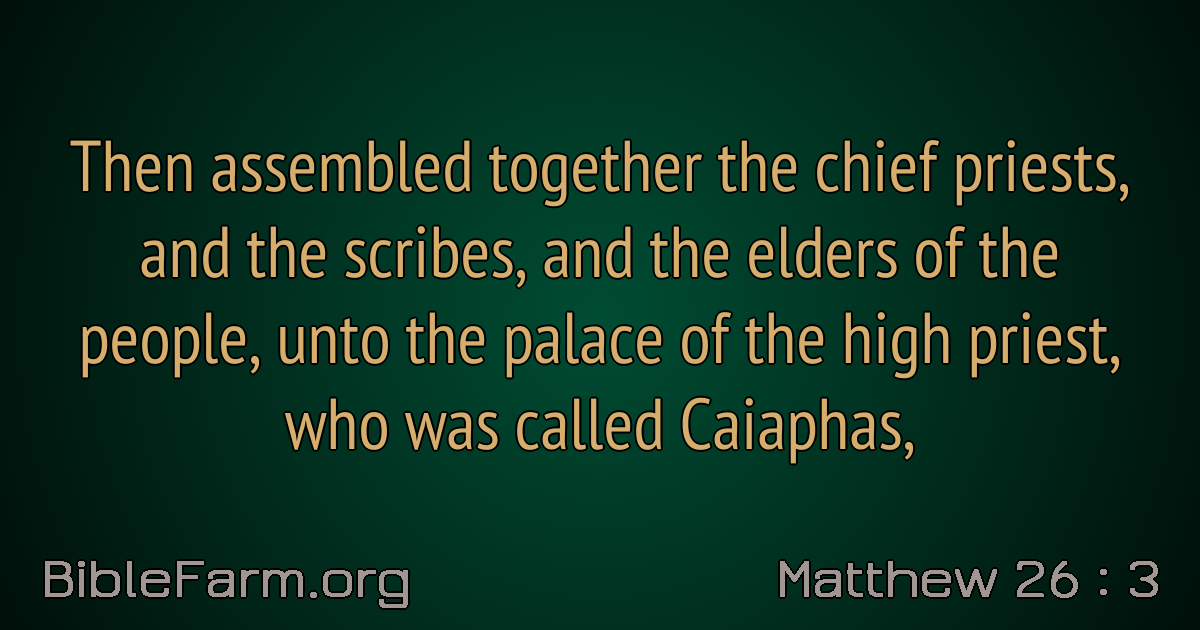 Then assembled together the chief priests,
and the scribes, and the elders of the
people, unto the palace of the high priest,
who was called Caiaphas,
BibleFarm.org
Matthew 26 : 3